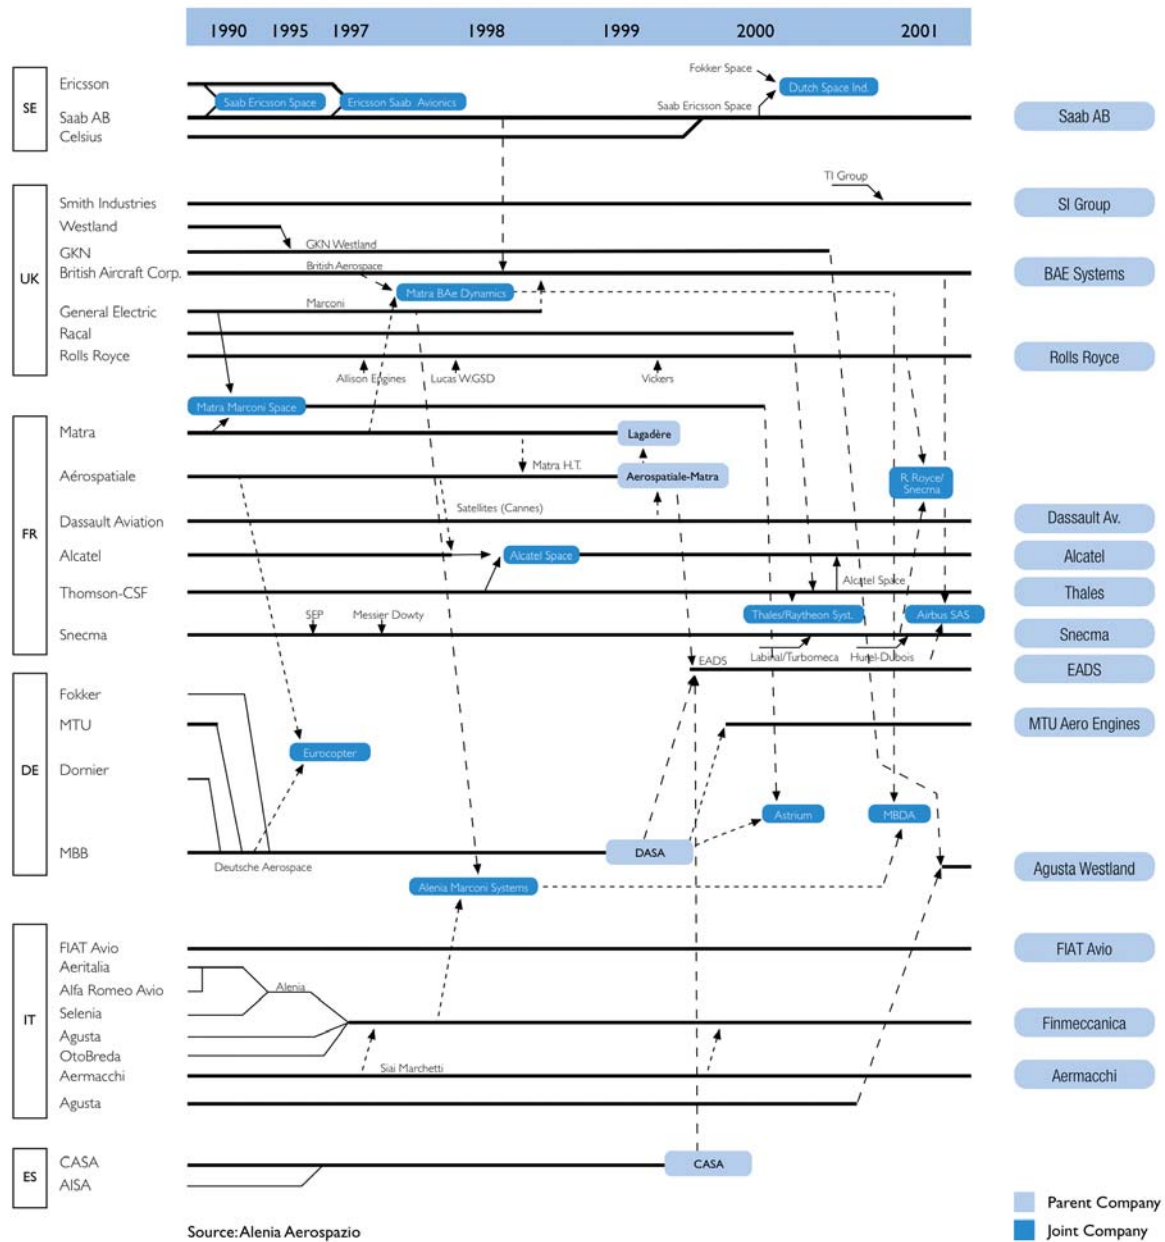 1990 1995 1997 1998 1999 2000 2001
SE
Ericsson
Saab AB
Celsius
Saab Ericsson Space
Ericsson Saab Avionics
Fokker Space
Dutch Space Ind.
Saab Ericsson Space
Saab AB
UK
Smith Industries
Westland
GKN
British Aircraft Corp.
General Electric
Racal
Rolls Royce
TI Group
GKN Westland
British Aerospace
Matra BAe Dynamics
Marconi
Allison Engines
Lucas W.GSD
Vickers
SI Group
BAE Systems
Rolls Royce
FR
Matra Marconi Space
Matra
Aérospatiale
Dassault Aviation
Alcatel
Thomson-CSF
Snecma
Lagadère
Matra H.T.
Aerospatiale-Matra
R. Royce/
Snecma
Satellites (Cannes)
Alcatel Space
Alcatel Space
SEP
Messier Dowty
Thales/Raytheon Syst.
Airbus SAS
Labinal/Turbomeca
Hurel-Dubois
EADS
Dassault Av.
Alcatel
Thales
Snecma
EADS
DE
Fokker
MTU
Dornier
MBB
Eurocopter
Deutsche Aerospace
DASA
Astrium
MBDA
Alenia Marconi Systems
MTU Aero Engines
Agusta Westland
IT
FIAT Avio
Aeritalia
Alfa Romeo Avio
Selenia
Agusta
OtoBreda
Aermacchi
Agusta
Alenia
Siai Marchetti
FIAT Avio
Finmeccanica
Aermacchi
ES
CASA
AISA
CASA
Source: Alenia Aerospazio
Parent Company
Joint Company